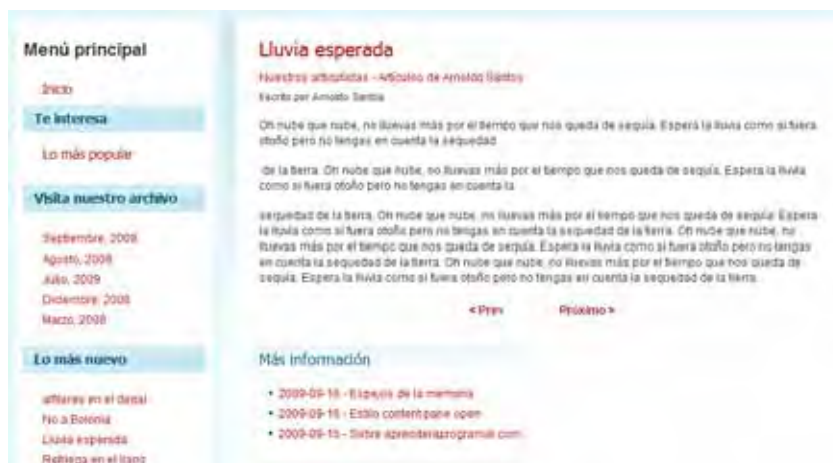 Menú principal
Inicio
Te interesa
Lo más popular
Visita nuestro archivo
Septiembre, 2008
Agosto, 2008
Julio, 2009
Diciembre, 2008
Marzo, 2008
Lo más nuevo
alfileres en el dedal
No a Bolonia
Lluvia esperada
Lluvia esperada
Nuestros articulistas - Artículos de Arnoldo Santos
Escrito por Arnoldo Santos
Oh nube que nube, no lluevas más por el tiempo que nos queda de sequía. Espera la lluvia como si fuera
otoño pero no tengas en cuenta la sequedad
de la tierra. Oh nube que nube, no lluevas más por el tiempo que nos queda de sequía. Espera la lluvia
como si fuera otoño pero no tengas en cuenta la
sequedad de la tierra. Oh nube que nube, no lluevas más por el tiempo que nos queda de sequía. Espera
la lluvia como si fuera otoño pero no tengas en cuenta la sequedad de la tierra. Oh nube que nube, no
lluevas más por el tiempo que nos queda de sequía. Espera la lluvia como si fuera otoño pero no tengas
en cuenta la sequedad de la tierra. Oh nube que nube, no lluevas más por el tiempo que nos queda de
sequía. Espera la lluvia como si fuera otoño pero no tengas en cuenta la sequedad de la tierra.
< Prev Próximo >
Más información
• 2009-09-16 - Espejos de la memoria
• 2009-09-16 - Estilo contentpane open
• 2009-09-15 - Sobre aprenderaprogramar.com